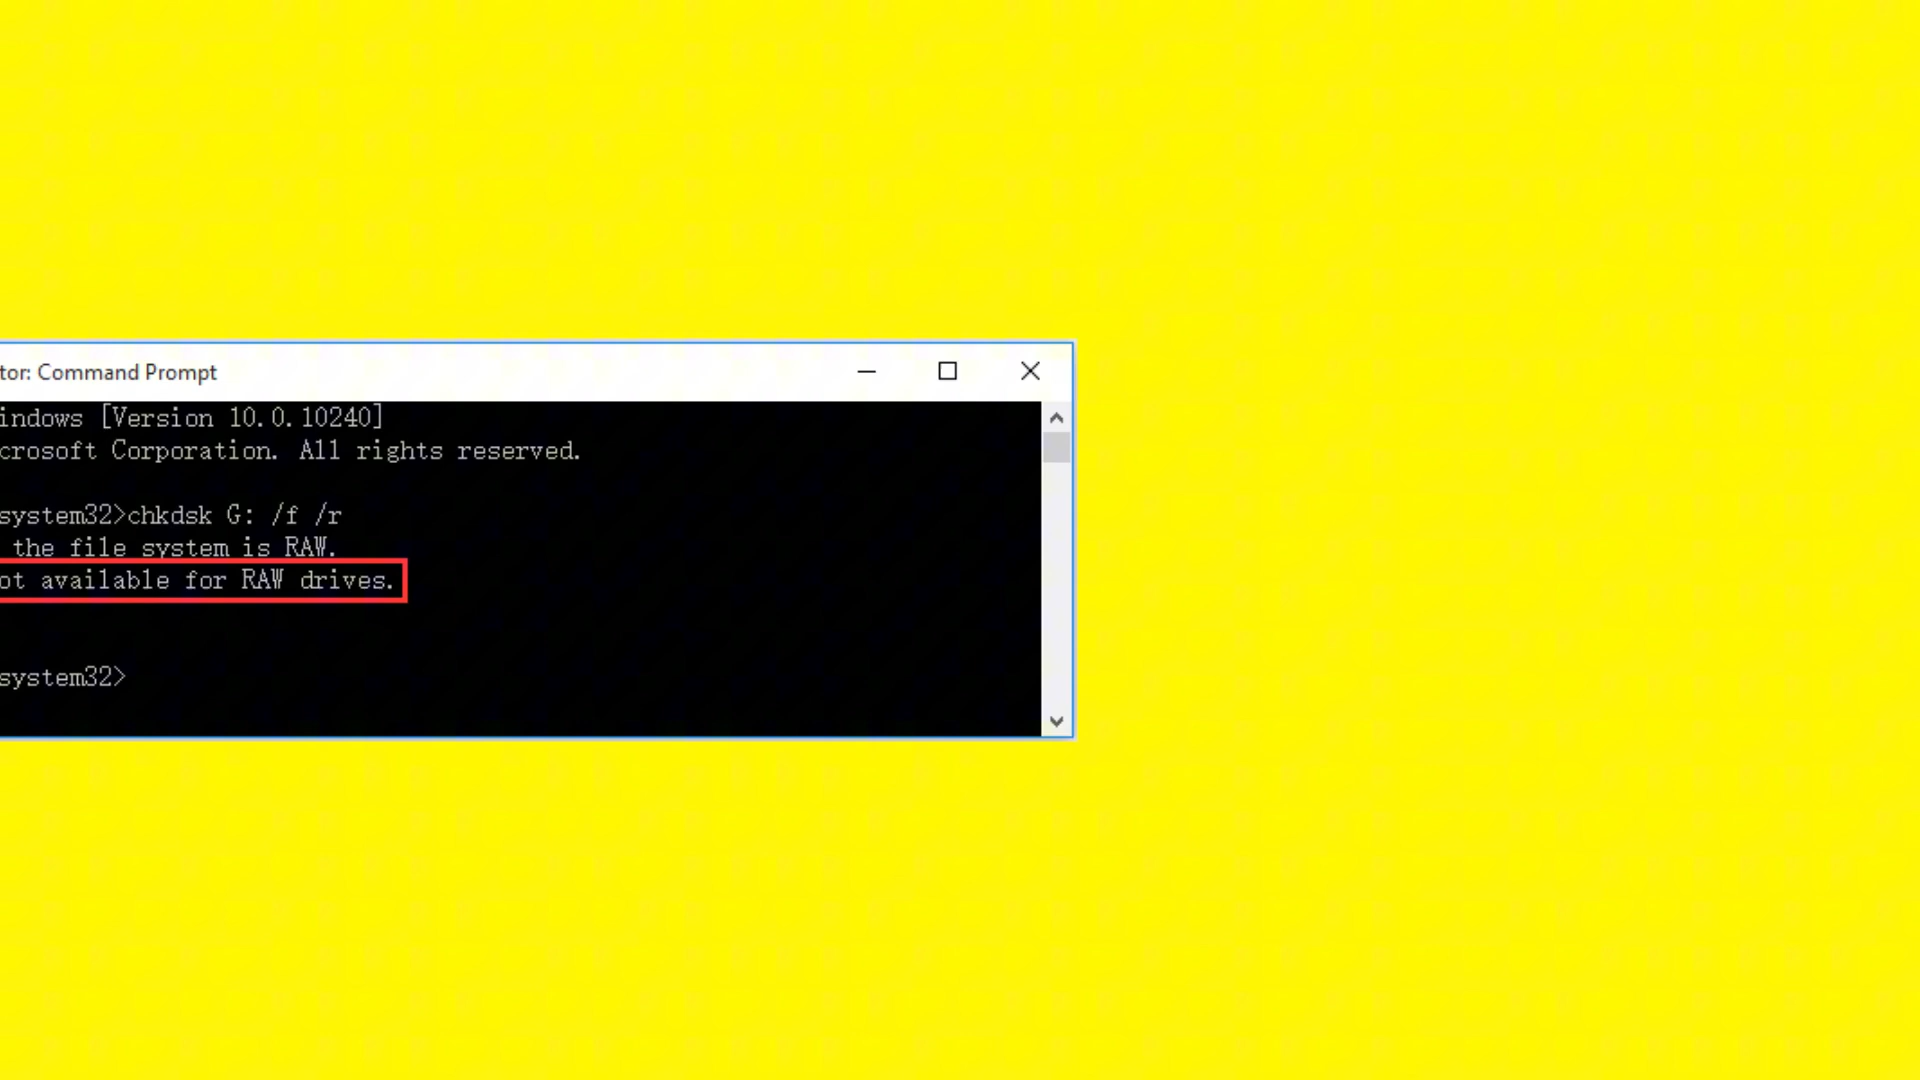 tor: Command Prompt
indows [Version 10.0.10240]
crosoft Corporation. All rights reserved.
system32>chkdsk G: /f /r
the file system is RAW.
ot available for RAW drives.
system32>